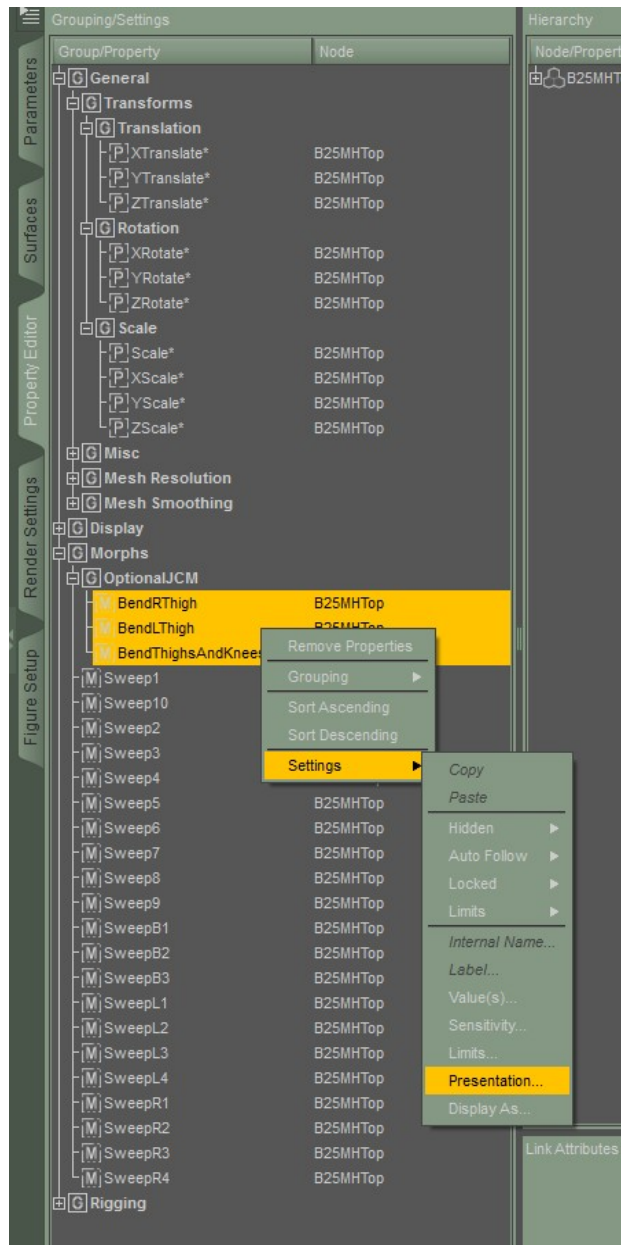 Grouping/Settings
Hierarchy
Group/Property Node
Node/Propert
Parameters
Surfaces
Property Editor
Render Settings
Figure Setup
G General
B25MHT
G Transforms
G Translation
P XTranslate* B25MHTop
P YTranslate* B25MHTop
P ZTranslate* B25MHTop
G Rotation
P XRotate* B25MHTop
P YRotate* B25MHTop
P ZRotate* B25MHTop
G Scale
P Scale* B25MHTop
P XScale* B25MHTop
P YScale* B25MHTop
P ZScale* B25MHTop
G Misc
G Mesh Resolution
G Mesh Smoothing
G Display
G Morphs
G OptionalJCM
M BendRThigh B25MHTop
M BendLThigh B25MHTop
M BendThighsAndKnees
M Sweep1
M Sweep10
M Sweep2
M Sweep3
M Sweep4
M Sweep5 B25MHTop
M Sweep6 B25MHTop
M Sweep7 B25MHTop
M Sweep8 B25MHTop
M Sweep9 B25MHTop
M SweepB1 B25MHTop
M SweepB2 B25MHTop
M SweepB3 B25MHTop
M SweepL1 B25MHTop
M SweepL2 B25MHTop
M SweepL3 B25MHTop
M SweepL4 B25MHTop
M SweepR1 B25MHTop
M SweepR2 B25MHTop
M SweepR3 B25MHTop
M SweepR4 B25MHTop
G Rigging
Remove Properties
Grouping
Sort Ascending
Sort Descending
Settings
Copy
Paste
Hidden
Auto Follow
Locked
Limits
Internal Name...
Label...
Value(s)...
Sensitivity...
Limits...
Presentation...
Display As...
Link Attributes